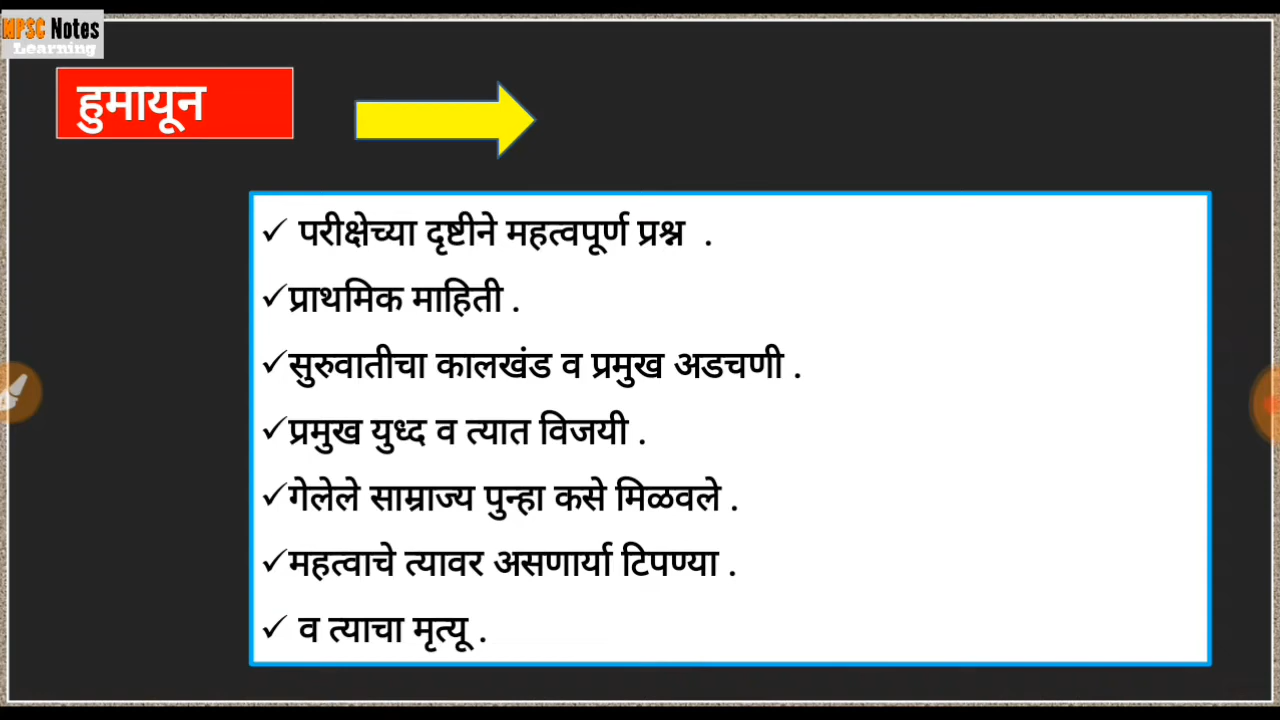 MPSC Notes
Learning
हुमायून
✓ परीक्षेच्या दृष्टीने महत्वपूर्ण प्रश्न .
✓प्राथमिक माहिती .
✓सुरुवातीचा कालखंड व प्रमुख अडचणी .
✓प्रमुख युध्द व त्यात विजयी .
✓गेलेले साम्राज्य पुन्हा कसे मिळवले .
✓महत्वाचे त्यावर असणार्या टिपण्या .
✓ व त्याचा मृत्यू .